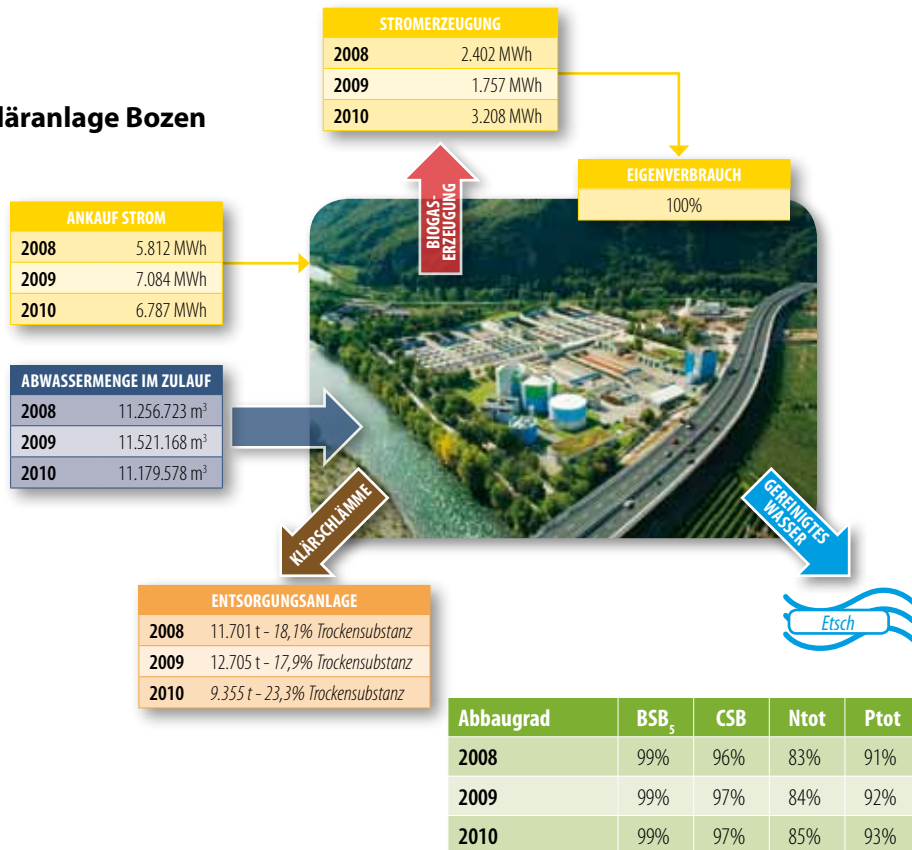 STROMERZEUGUNG
2008 2.402 MWh
2009 1.757 MWh
2010 3.208 MWh
läranlage Bozen
EIGENVERBRAUCH
100%
BIOGAS-
ERZEUGUNG
ANKAUF STROM
2008 5.812 MWh
2009 7.084 MWh
2010 6.787 MWh
ABWASSERMENGE IM ZULAUF
2008 11.256.723 m³
2009 11.521.168 m³
2010 11.179.578 m³
KLÄRSCHLÄMME
GEREINIGTES
WASSER
ENTSORGUNGSANLAGE
2008 11.701 t - 18,1% Trockensubstanz
2009 12.705 t - 17,9% Trockensubstanz
2010 9.355 t - 23,3% Trockensubstanz
Etsch
Abbaugrad BSB₅ CSB Ntot Ptot
2008 99% 96% 83% 91%
2009 99% 97% 84% 92%
2010 99% 97% 85% 93%